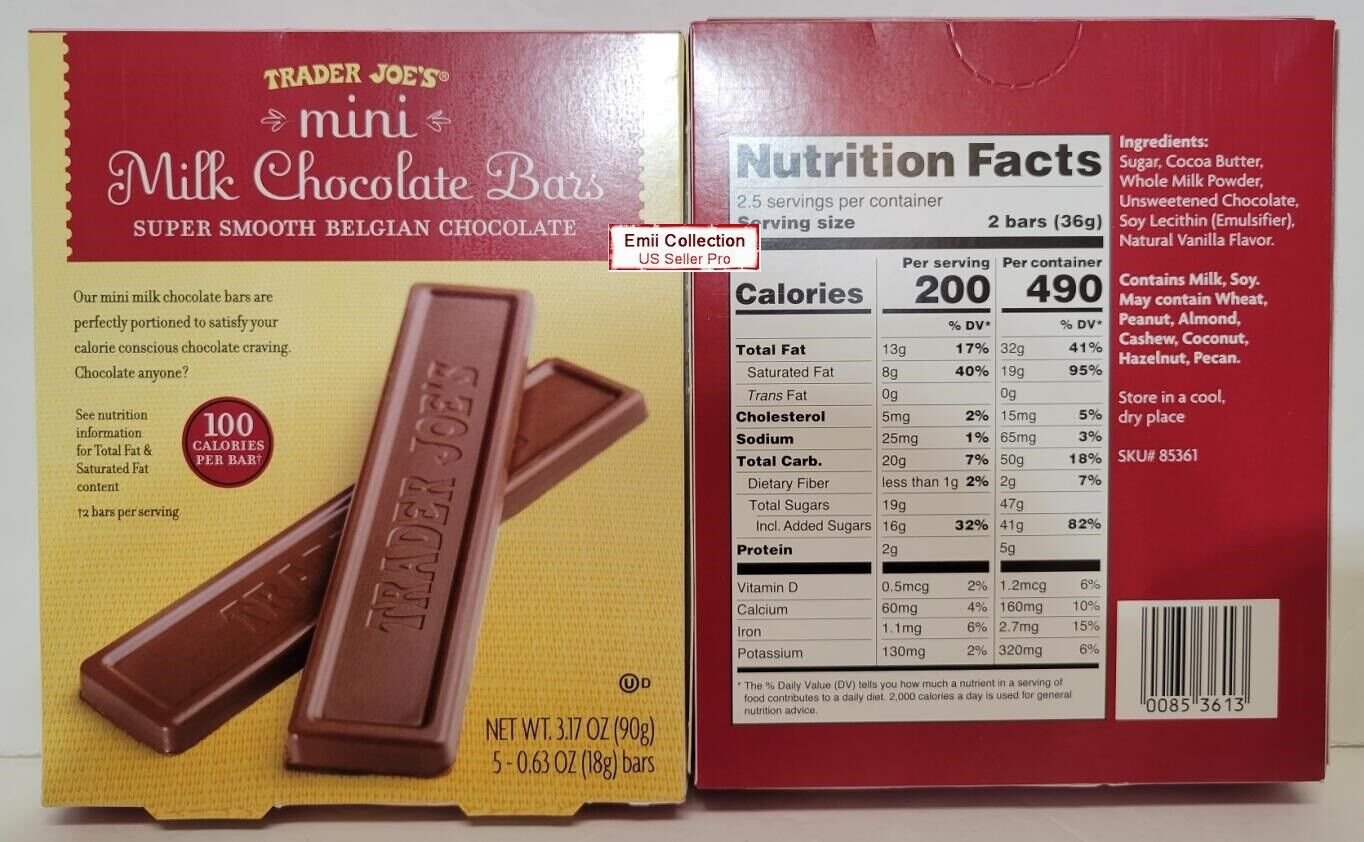 TRADER JOE'S®
mini
Milk Chocolate Bars
SUPER SMOOTH BELGIAN CHOCOLATE
Our mini milk chocolate bars are
perfectly portioned to satisfy your
calorie conscious chocolate craving.
Chocolate anyone?
See nutrition
information
for Total Fat &
Saturated Fat
content
†2 bars per serving
100
CALORIES
PER BAR†
TRADER JOE'S
TRA
U D
NET WT. 3.17 OZ (90g)
5 - 0.63 OZ (18g) bars
Emii Collection
US Seller Pro
Nutrition Facts
2.5 servings per container
Serving size 2 bars (36g)
Per serving Per container
Calories 200 490
% DV* % DV*
Total Fat 13g 17% 32g 41%
Saturated Fat 8g 40% 19g 95%
Trans Fat 0g 0g
Cholesterol 5mg 2% 15mg 5%
Sodium 25mg 1% 65mg 3%
Total Carb. 20g 7% 50g 18%
Dietary Fiber less than 1g 2% 2g 7%
Total Sugars 19g 47g
Incl. Added Sugars 16g 32% 41g 82%
Protein 2g 5g
Vitamin D 0.5mcg 2% 1.2mcg 6%
Calcium 60mg 4% 160mg 10%
Iron 1.1mg 6% 2.7mg 15%
Potassium 130mg 2% 320mg 6%
* The % Daily Value (DV) tells you how much a nutrient in a serving of
food contributes to a daily diet. 2,000 calories a day is used for general
nutrition advice.
Ingredients:
Sugar, Cocoa Butter,
Whole Milk Powder,
Unsweetened Chocolate,
Soy Lecithin (Emulsifier),
Natural Vanilla Flavor.
Contains Milk, Soy.
May contain Wheat,
Peanut, Almond,
Cashew, Coconut,
Hazelnut, Pecan.
Store in a cool,
dry place
SKU# 85361
0085 3613